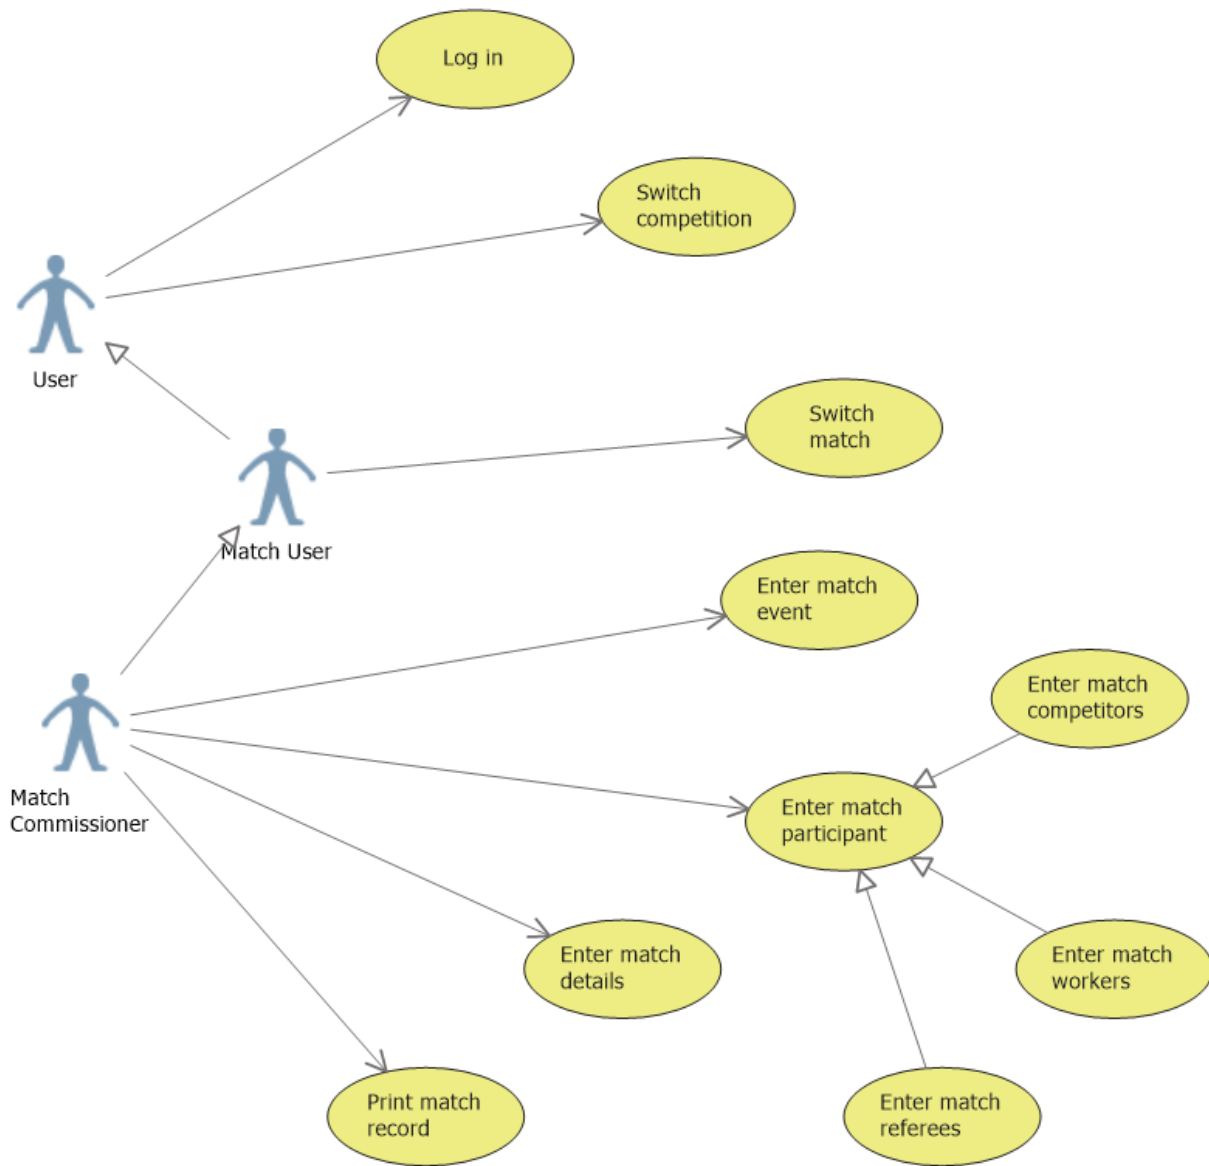 Log in
Switch
competition
User
Switch
match
Match User
Enter match
event
Enter match
competitors
Match
Commissioner
Enter match
participant
Enter match
details
Enter match
workers
Print match
record
Enter match
referees